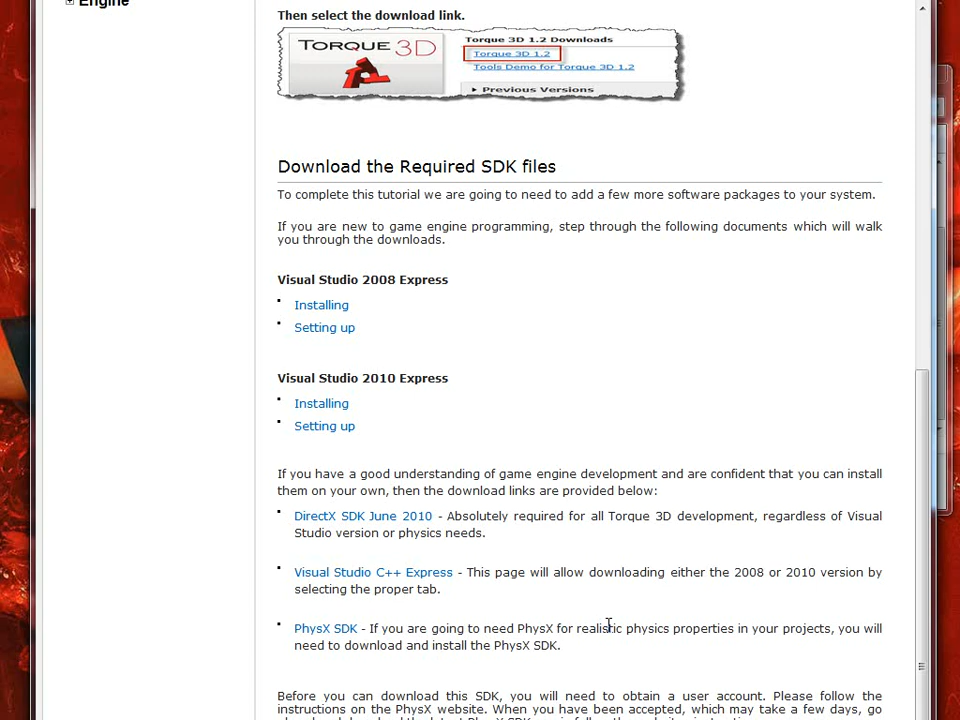 Engine
Then select the download link.
TORQUE 3D
Torque 3D 1.2 Downloads
Torque 3D 1.2
Tools Demo for Torque 3D 1.2
Previous Versions
Download the Required SDK files
To complete this tutorial we are going to need to add a few more software packages to your system.
If you are new to game engine programming, step through the following documents which will walk
you through the downloads.
Visual Studio 2008 Express
Installing
Setting up
Visual Studio 2010 Express
Installing
Setting up
If you have a good understanding of game engine development and are confident that you can install
them on your own, then the download links are provided below:
DirectX SDK June 2010 - Absolutely required for all Torque 3D development, regardless of Visual
Studio version or physics needs.
Visual Studio C++ Express - This page will allow downloading either the 2008 or 2010 version by
selecting the proper tab.
PhysX SDK - If you are going to need PhysX for realistic physics properties in your projects, you will
need to download and install the PhysX SDK.
Before you can download this SDK, you will need to obtain a user account. Please follow the
instructions on the PhysX website. When you have been accepted, which may take a few days, go